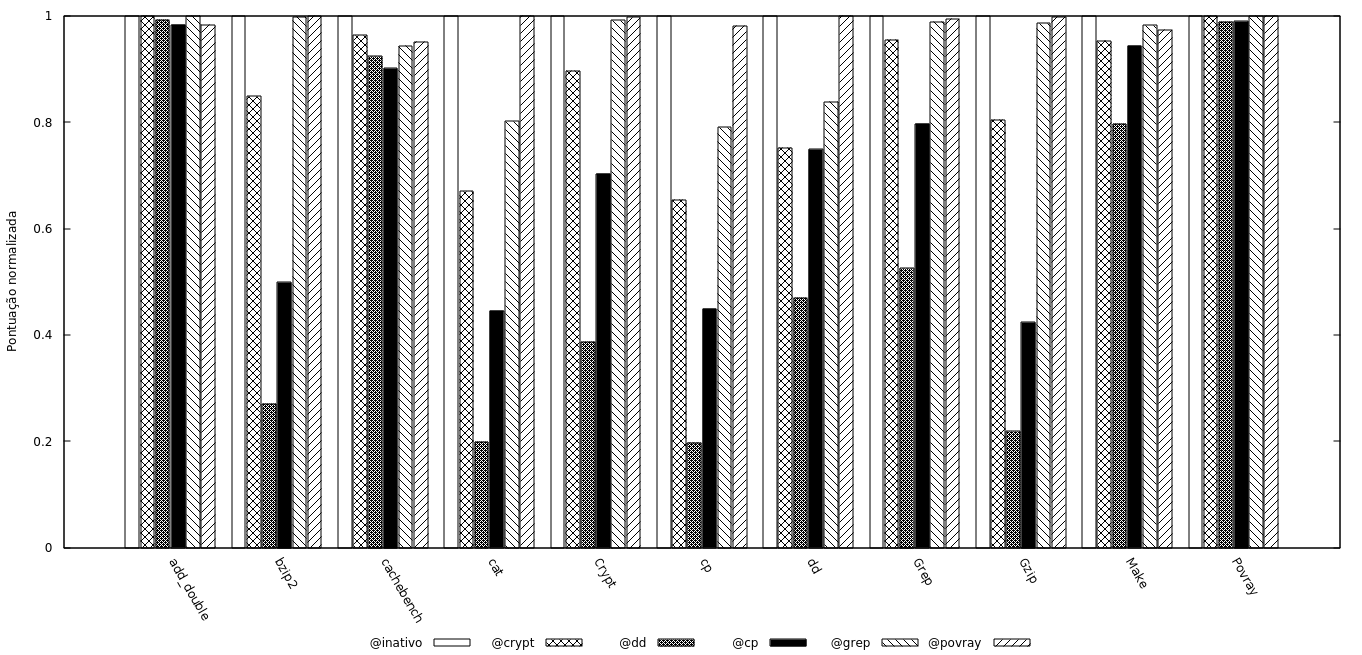 1
0.8
0.6
0.4
0.2
0
Pontuação normalizada
add_double
bzip2
cachebench
cat
Crypt
cp
dd
Grep
Gzip
Make
Povray
@inativo @crypt @dd @cp @grep @povray